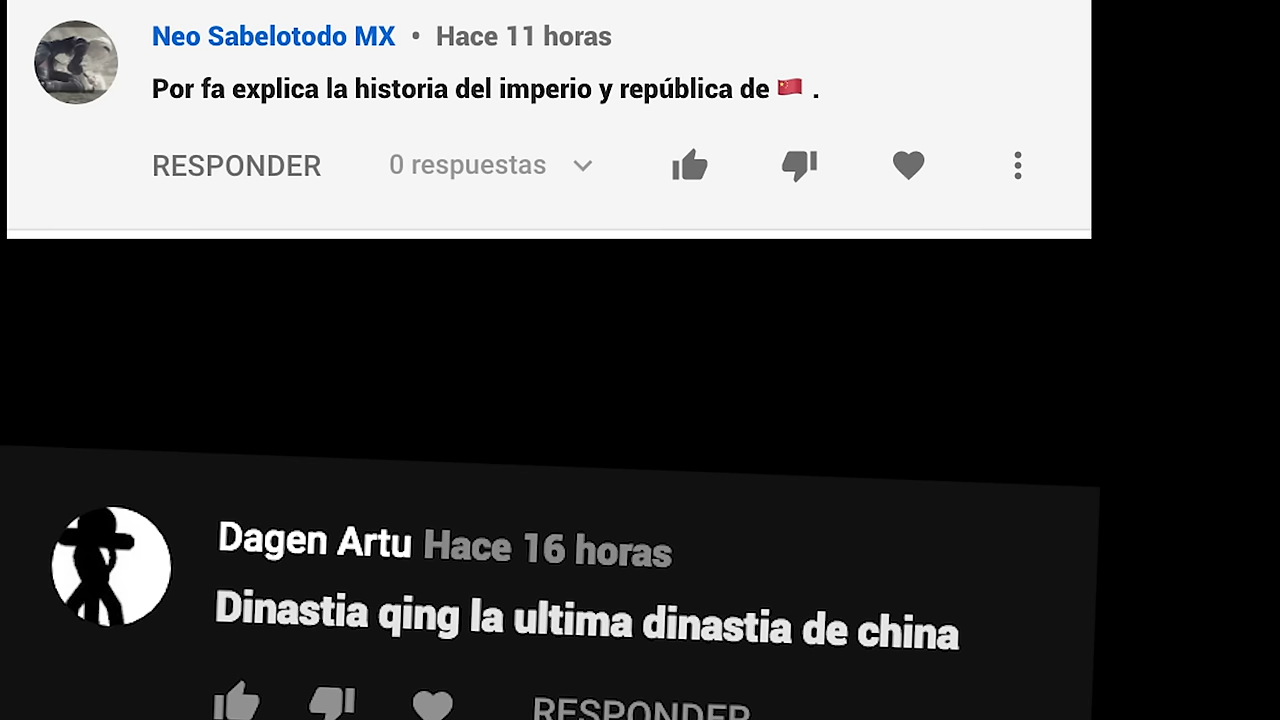 Neo Sabelotodo MX • Hace 11 horas
Por fa explica la historia del imperio y república de 🇨🇳 .
RESPONDER 0 respuestas
Dagen Artu Hace 16 horas
Dinastia qing la ultima dinastia de china
RESPONDER